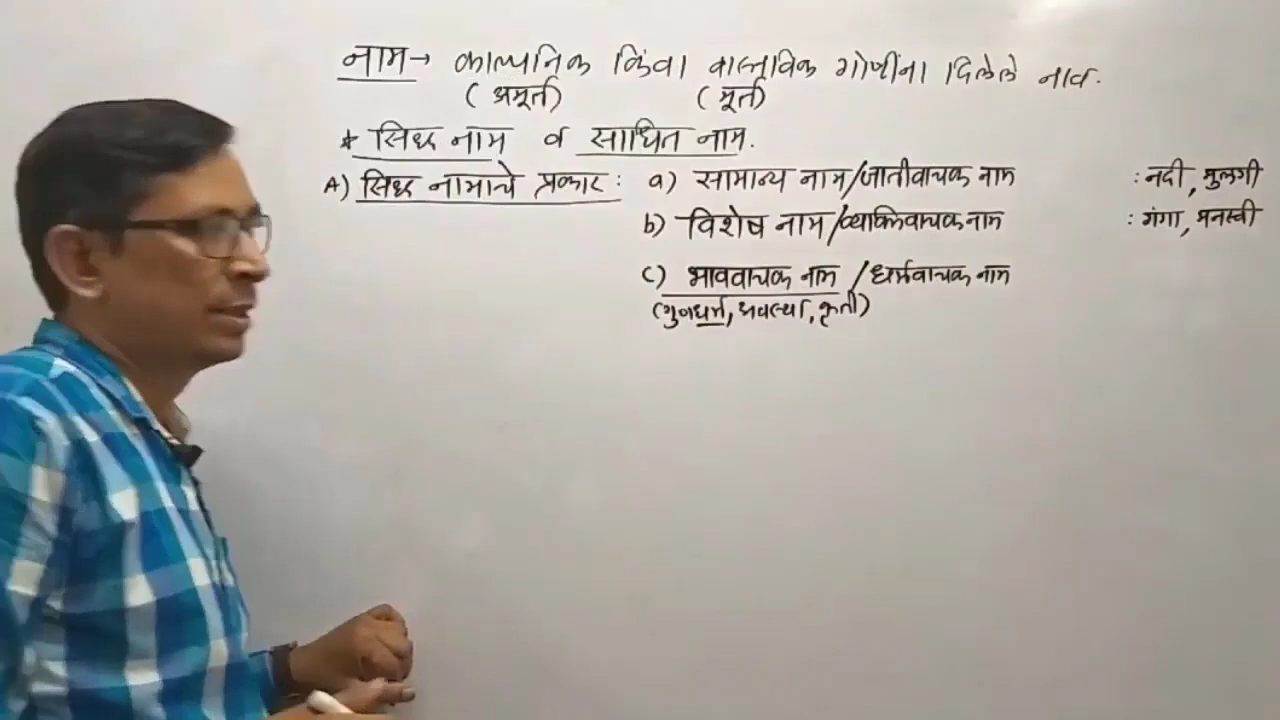 नाम → काल्पनिक किंवा वास्तविक गोष्टींना दिलेले नाव.
(अमूर्त) (मूर्त)
* सिध्द नाम व साधित नाम.
A) सिध्द नामाचे प्रकार : a) सामान्य नाम/जातीवाचक नाम : नदी, मुलगी
b) विशेष नाम/व्यक्तिवाचक नाम : गंगा, मनस्वी
c) भाववाचक नाम / धर्मवाचक नाम
(गुणधर्म, अवस्था, कृती)